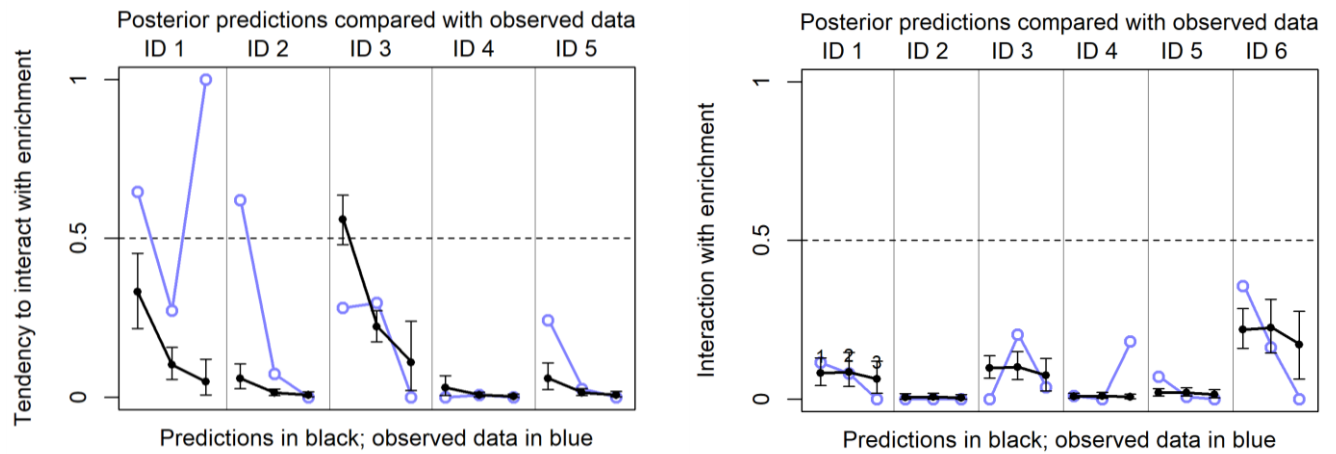 Posterior predictions compared with observed data
ID 1 ID 2 ID 3 ID 4 ID 5
Tendency to interact with enrichment
1
0.5
0
Predictions in black; observed data in blue
Posterior predictions compared with observed data
ID 1 ID 2 ID 3 ID 4 ID 5 ID 6
Interaction with enrichment
1
0.5
0
1 2 3
Predictions in black; observed data in blue